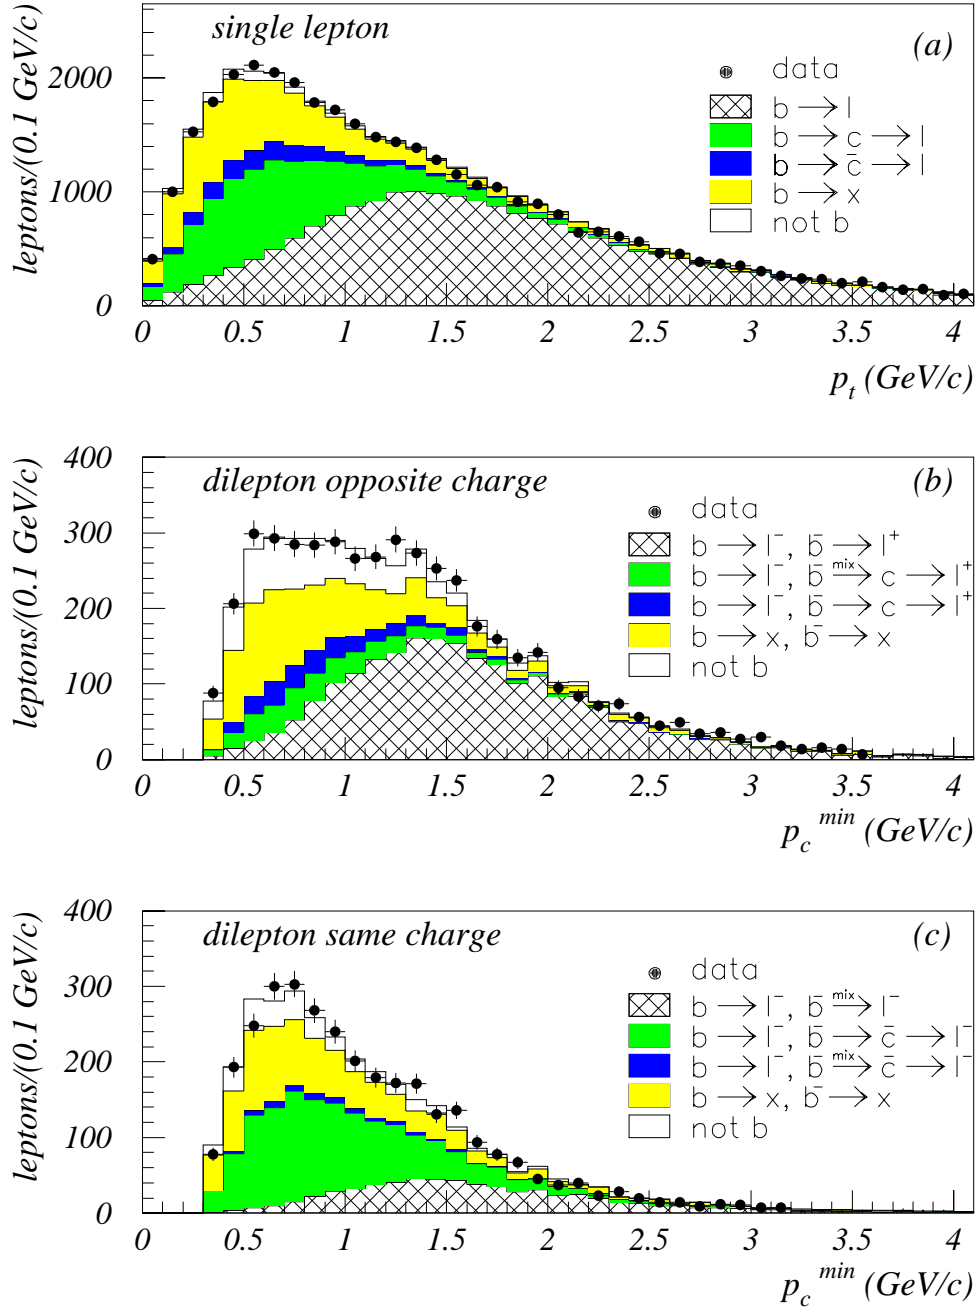 single lepton
(a)
data
b → l
b → c → l
b → c̄ → l
b → x
not b
leptons/(0.1 GeV/c)
2000
1000
0
0 0.5 1 1.5 2 2.5 3 3.5 4
p_t (GeV/c)
dilepton opposite charge
(b)
data
b → l⁻, b̄ → l⁺
b → l⁻, b̄ mix→ c → l⁺
b → l⁻, b̄ → c → l⁺
b → x, b̄ → x
not b
leptons/(0.1 GeV/c)
400
300
200
100
0
0 0.5 1 1.5 2 2.5 3 3.5 4
p_c^min (GeV/c)
dilepton same charge
(c)
data
b → l⁻, b̄ mix→ l⁻
b → l⁻, b̄ → c̄ → l⁻
b → l⁻, b̄ mix→ c̄ → l⁻
b → x, b̄ → x
not b
leptons/(0.1 GeV/c)
400
300
200
100
0
0 0.5 1 1.5 2 2.5 3 3.5 4
p_c^min (GeV/c)